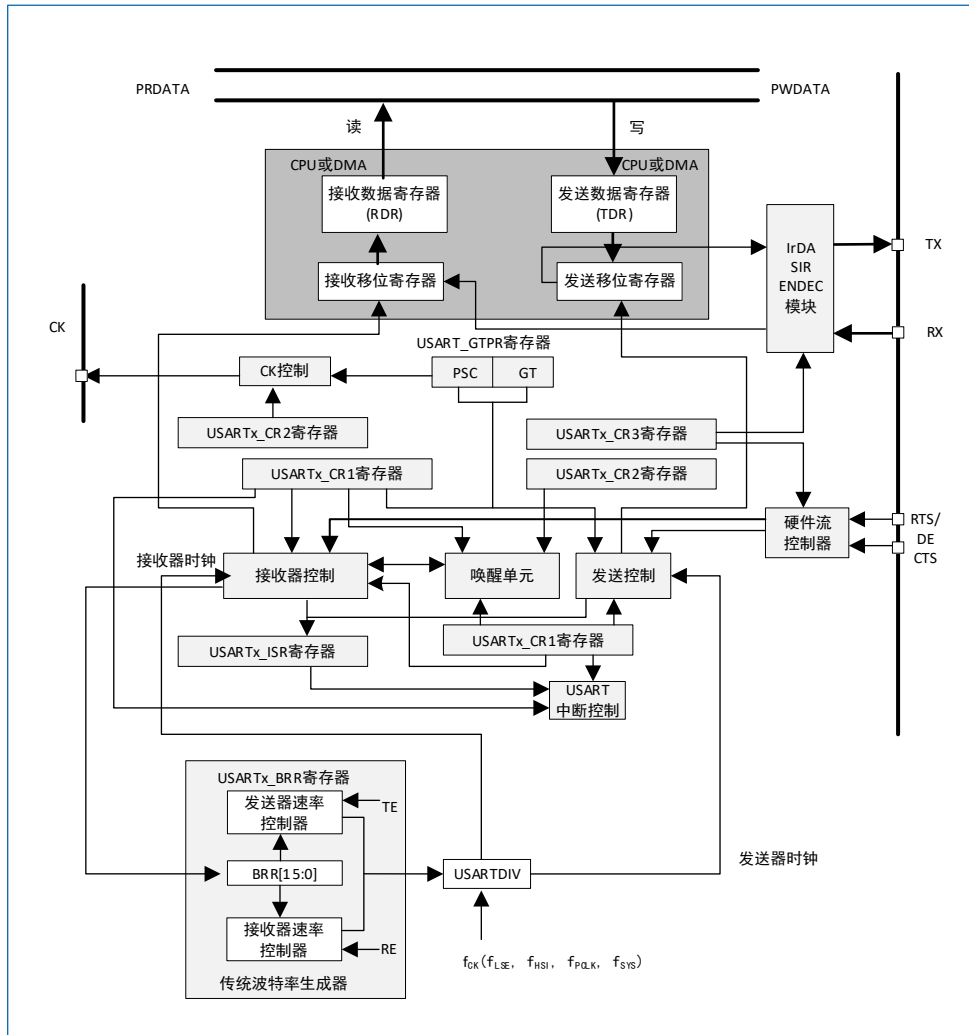 PRDATA
PWDATA
读
写
CPU或DMA
CPU或DMA
接收数据寄存器
(RDR)
发送数据寄存器
(TDR)
IrDA
SIR
ENDEC
模块
TX
接收移位寄存器
发送移位寄存器
CK
RX
USART_GTPR寄存器
CK控制
PSC
GT
USARTx_CR2寄存器
USARTx_CR3寄存器
USARTx_CR1寄存器
USARTx_CR2寄存器
硬件流
控制器
RTS/
DE
CTS
接收器时钟
接收器控制
唤醒单元
发送控制
USARTx_ISR寄存器
USARTx_CR1寄存器
USART
中断控制
USARTx_BRR寄存器
发送器速率
控制器
TE
BRR[15:0]
USARTDIV
发送器时钟
接收器速率
控制器
RE
传统波特率生成器
fCK(fLSE, fHSI, fPCLK, fSYS)